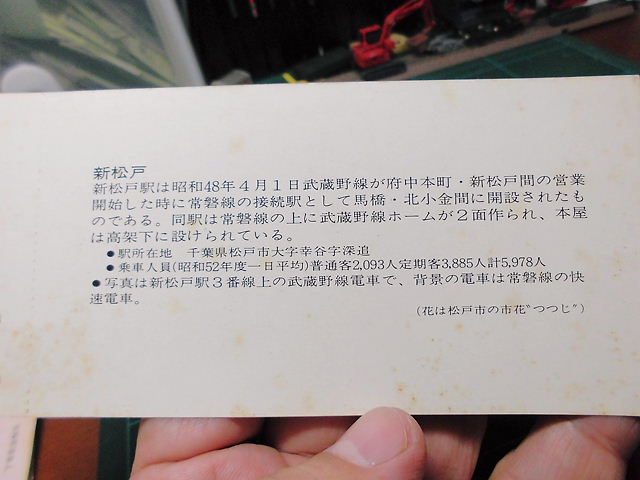 新松戸
新松戸駅は昭和48年4月1日武蔵野線が府中本町・新松戸間の営業
開始した時に常磐線の接続駅として馬橋・北小金間に開設されたも
のである。同駅は常磐線の上に武蔵野線ホームが2面作られ、本屋
は高架下に設けられている。
●駅所在地　千葉県松戸市大字幸谷字深追
●乗車人員(昭和52年度一日平均)普通客2,093人定期客3,885人計5,978人
●写真は新松戸駅3番線上の武蔵野線電車で、背景の電車は常磐線の快
速電車。
(花は松戸市の市花〝つつじ〞)